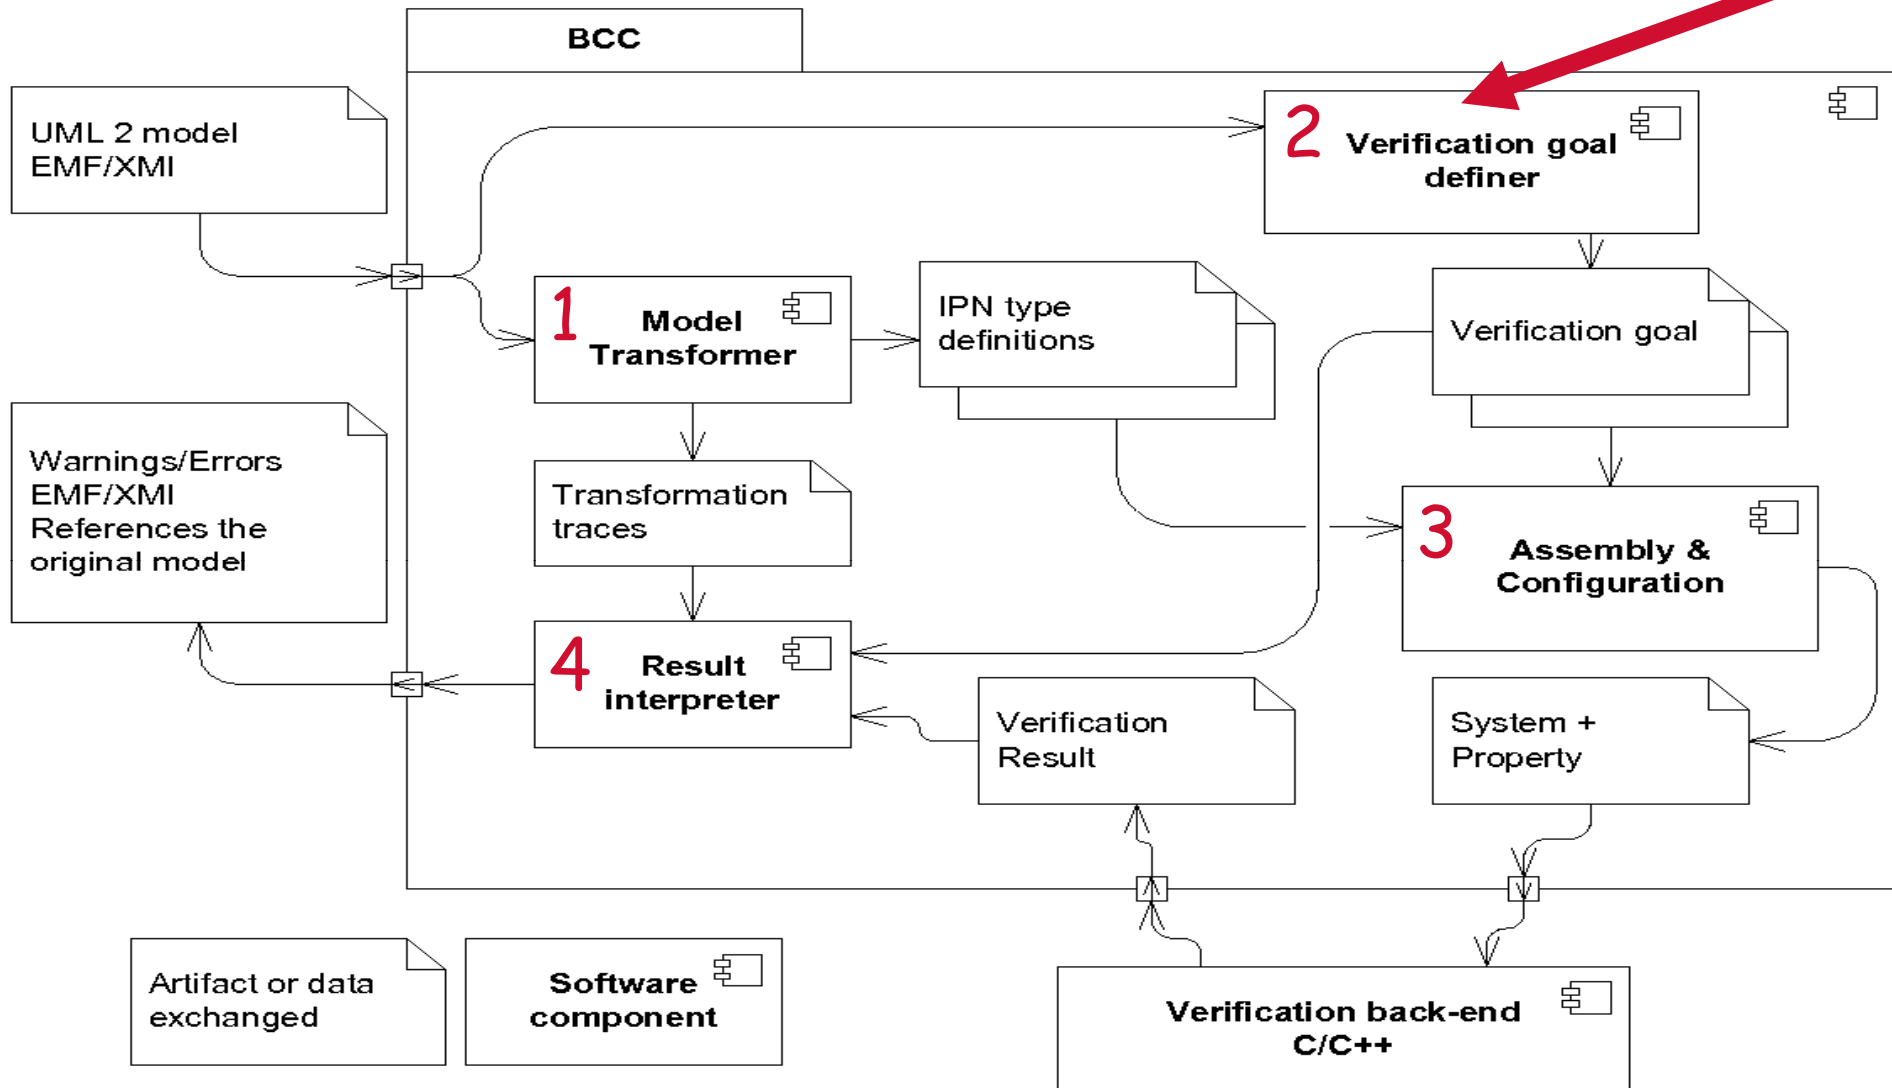 BCC
UML 2 model
EMF/XMI
2
Verification goal
definer
1
Model
Transformer
IPN type
definitions
Verification goal
Warnings/Errors
EMF/XMI
References the
original model
Transformation
traces
3
Assembly &
Configuration
4
Result
interpreter
Verification
Result
System +
Property
Artifact or data
exchanged
Software
component
Verification back-end
C/C++